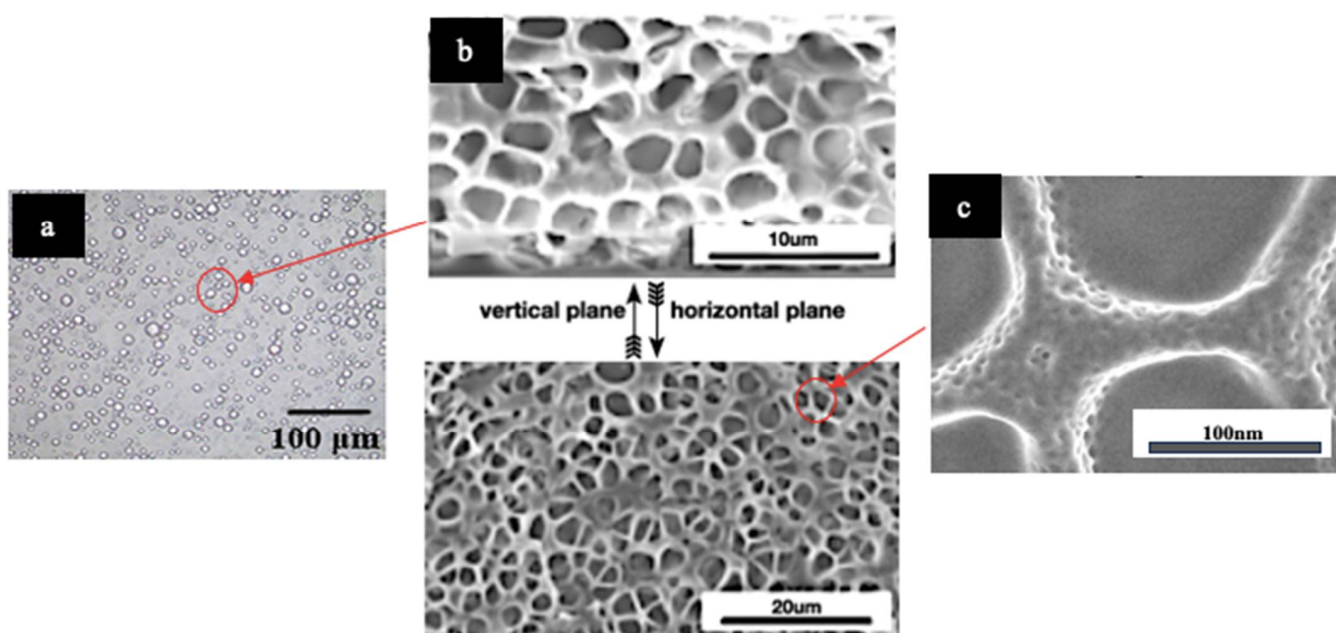 a
100 μm
b
10um
vertical plane
horizontal plane
20um
c
100nm